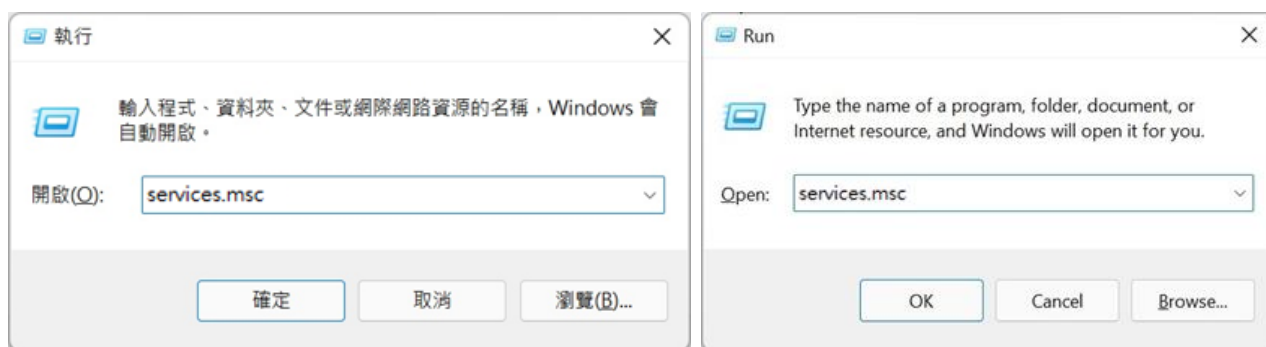 執行
輸入程式、資料夾、文件或網際網路資源的名稱，Windows 會
自動開啟。
開啟(O):
services.msc
確定
取消
瀏覽(B)...
Run
Type the name of a program, folder, document, or
Internet resource, and Windows will open it for you.
Open:
services.msc
OK
Cancel
Browse...